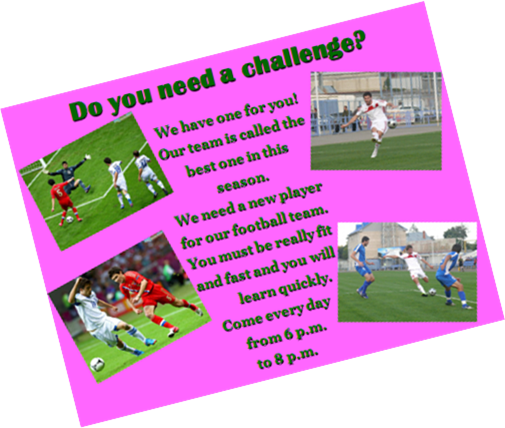 Do you need a challenge?
We have one for you!
Our team is called the
best one in this
season.
We need a new player
for our football team.
You must be really fit
and fast and you will
learn quickly.
Come every day
from 6 p.m.
to 8 p.m.